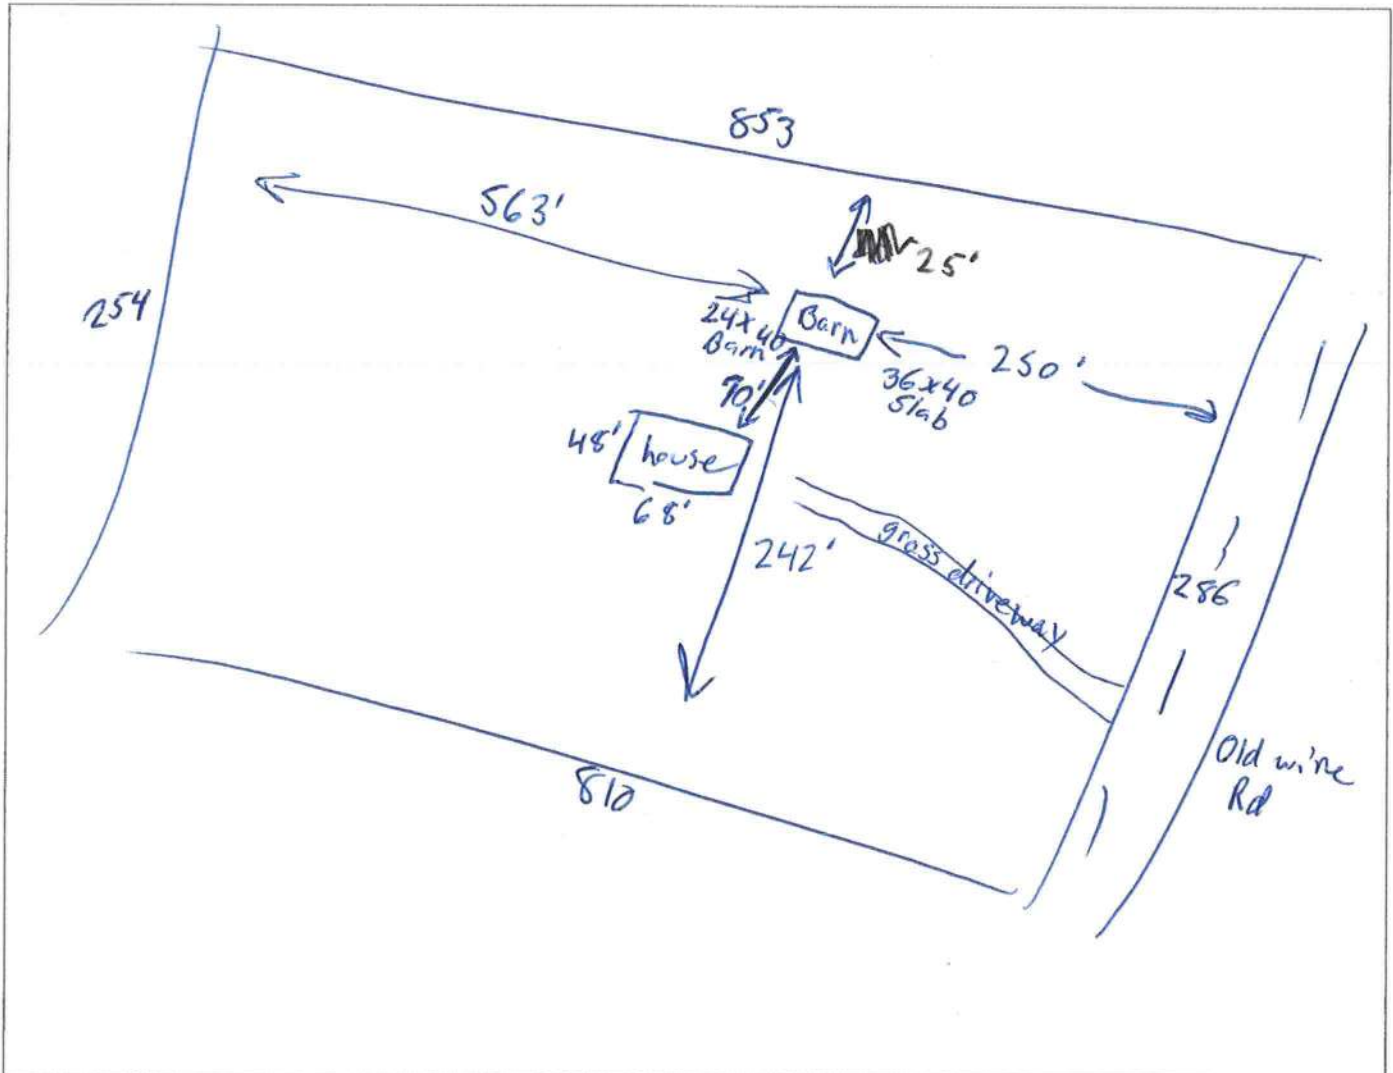 853
563'
25'
254
Barn
24x40
Barn
250'
36x40
Slab
70'
48'
house
68'
242'
grass driveway
286
Old wire
Rd
810